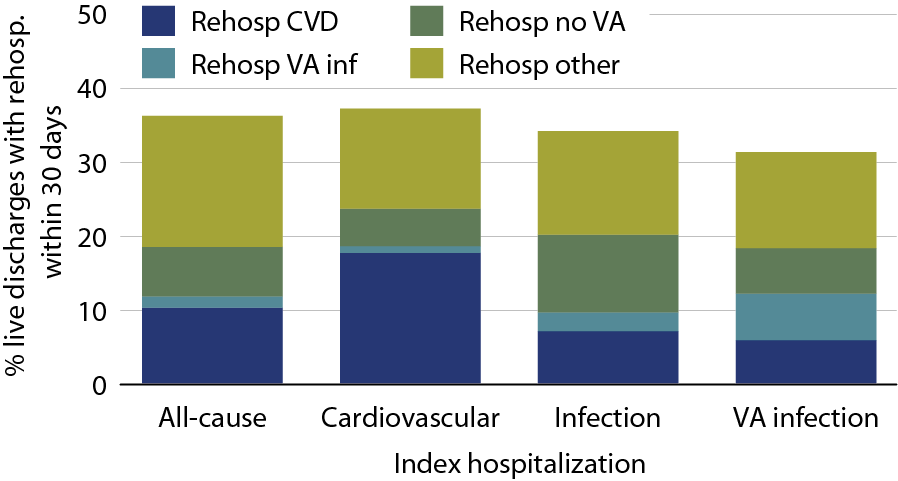 % live discharges with rehosp.
within 30 days
50
40
30
20
10
0
Rehosp CVD
Rehosp no VA
Rehosp VA inf
Rehosp other
All-cause
Cardiovascular
Infection
VA infection
Index hospitalization